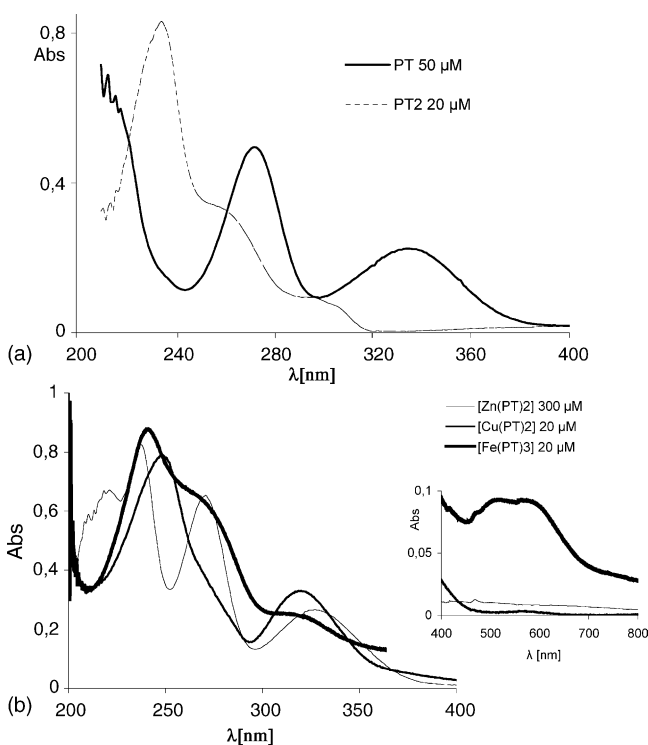 0,8
Abs
PT 50 µM
PT2 20 µM
0,4
0
200 240 280 320 360 400
(a)
λ[nm]
1
[Zn(PT)2] 300 µM
[Cu(PT)2] 20 µM
[Fe(PT)3] 20 µM
0,8
0,6
0,4
0,2
0
Abs
0,1
Abs
0,05
0
400 500 600 700 800
λ [nm]
200 250 300 350 400
(b)
λ[nm]